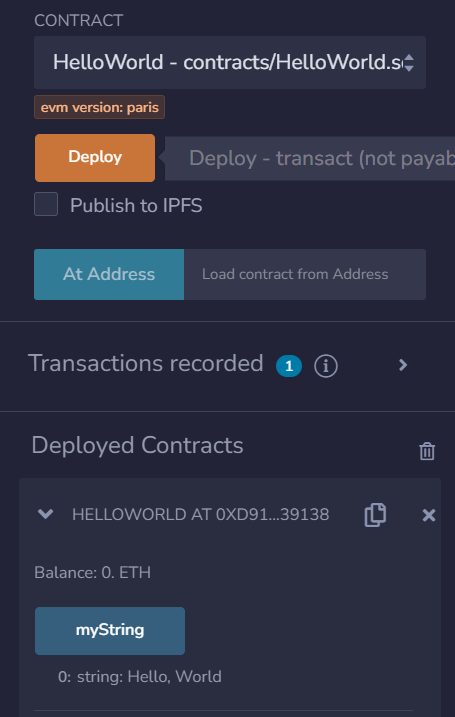 CONTRACT
HelloWorld - contracts/HelloWorld.s
evm version: paris
Deploy
Deploy - transact (not payab
Publish to IPFS
At Address
Load contract from Address
Transactions recorded 1 i
Deployed Contracts
HELLOWORLD AT 0XD91...39138
Balance: 0. ETH
myString
0: string: Hello, World